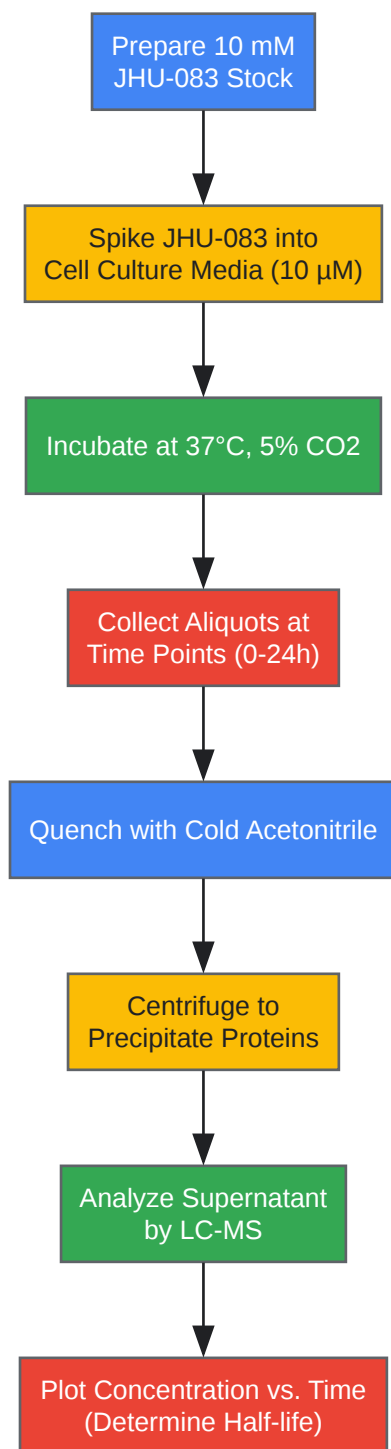 Prepare 10 mM
JHU-083 Stock
Spike JHU-083 into
Cell Culture Media (10 µM)
Incubate at 37°C, 5% CO2
Collect Aliquots at
Time Points (0-24h)
Quench with Cold Acetonitrile
Centrifuge to
Precipitate Proteins
Analyze Supernatant
by LC-MS
Plot Concentration vs. Time
(Determine Half-life)